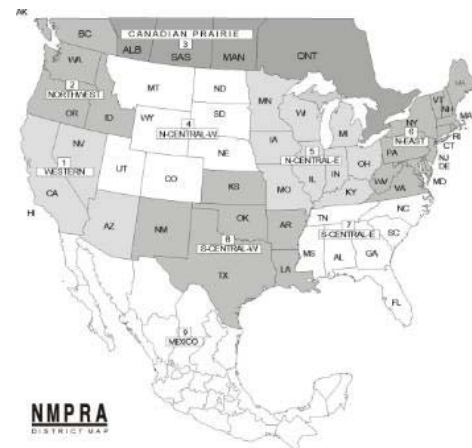 AK
BC
ALB
CANADIAN PRAIRIE
3
SAS
MAN
ONT
WA
2
NORTHWEST
OR
ID
MT
ND
MN
WY
4
N-CENTRAL-W
SD
NE
WI
MI
IA
5
N-CENTRAL-E
IL
IN
OH
MO
KY
VT
NH
MA
NY
6
N-EAST
RI
CT
PA
NJ
DE
MD
WV
VA
1
WESTERN
NV
UT
CO
CA
HI
AZ
KS
NM
OK
AR
8
S-CENTRAL-W
TX
LA
TN
7
S-CENTRAL-E
NC
SC
MS
AL
GA
FL
9
MEXICO
NMPRA
DISTRICT MAP